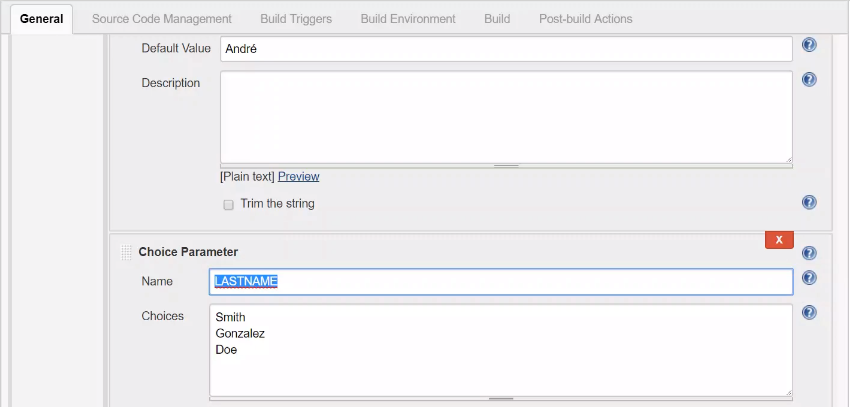 General Source Code Management Build Triggers Build Environment Build Post-build Actions
Default Value André
Description
[Plain text] Preview
Trim the string
X
Choice Parameter
Name LASTNAME
Choices Smith
Gonzalez
Doe